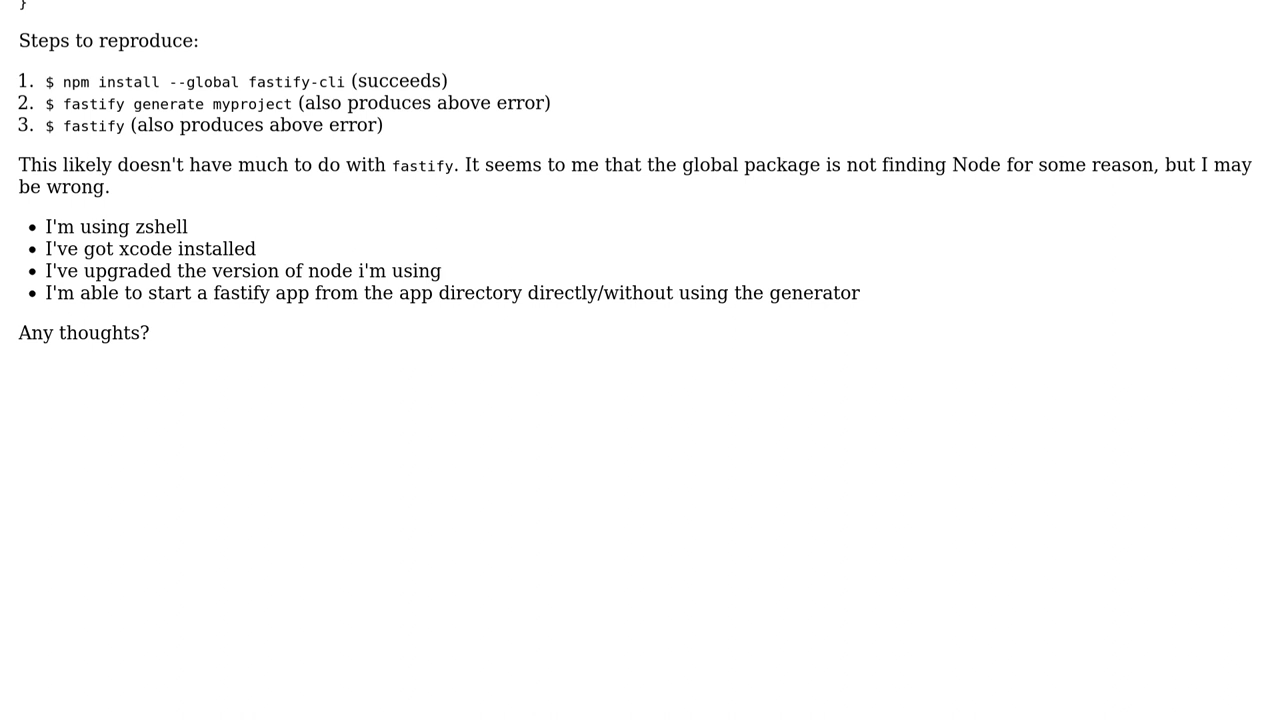 }
Steps to reproduce:
1. $ npm install --global fastify-cli (succeeds)
2. $ fastify generate myproject (also produces above error)
3. $ fastify (also produces above error)
This likely doesn't have much to do with fastify. It seems to me that the global package is not finding Node for some reason, but I may
be wrong.
• I'm using zshell
• I've got xcode installed
• I've upgraded the version of node i'm using
• I'm able to start a fastify app from the app directory directly/without using the generator
Any thoughts?